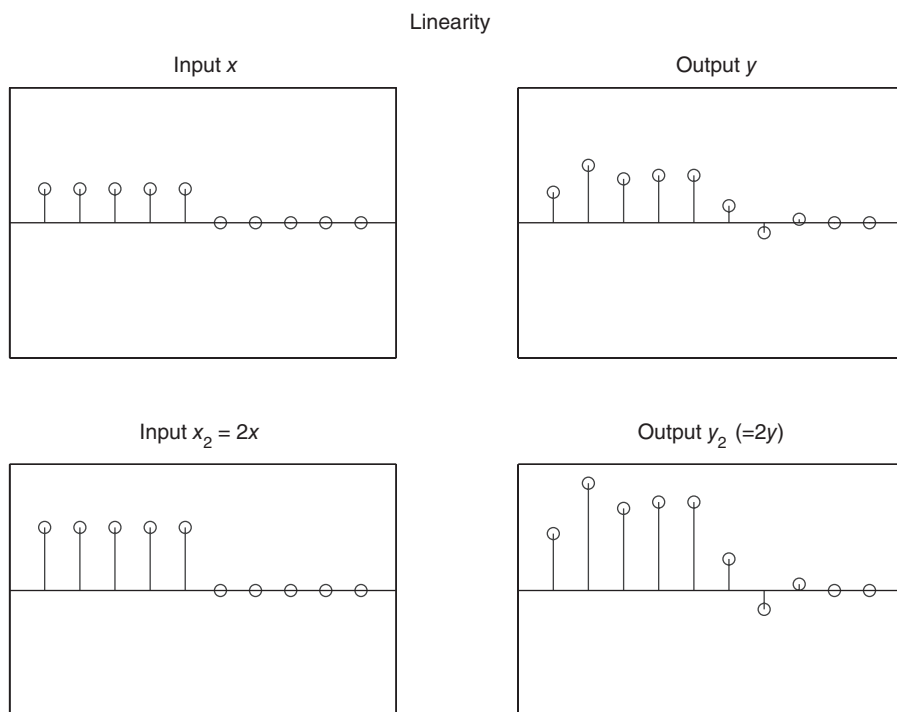 Linearity
Input x
Output y
Input x₂ = 2x
Output y₂ (=2y)